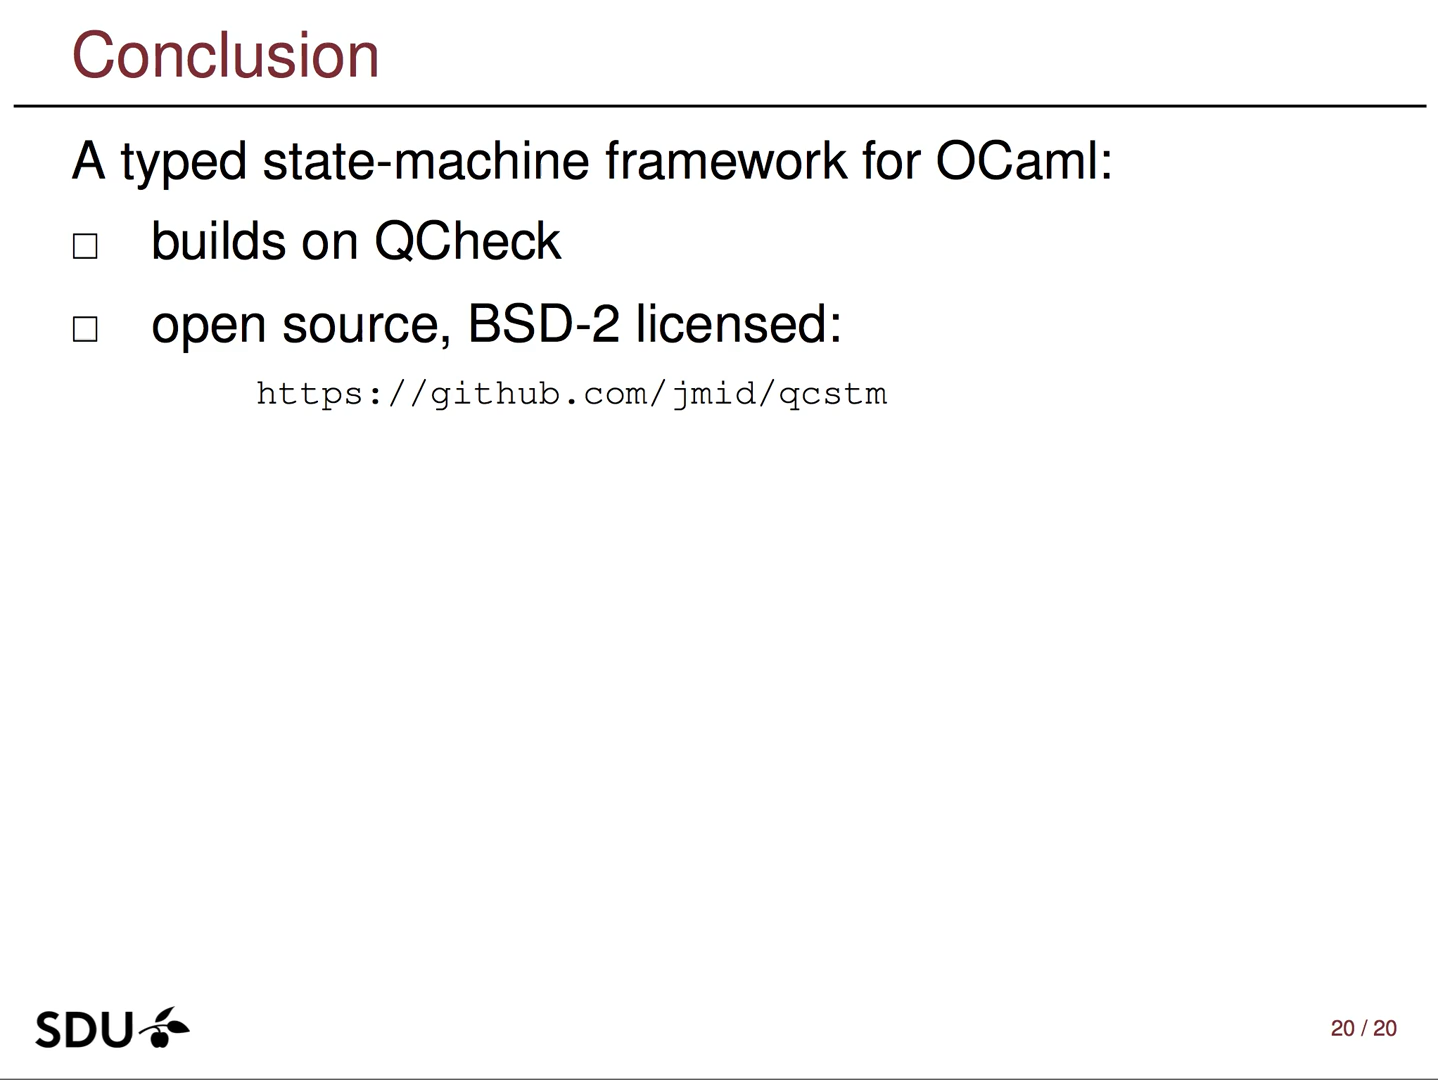 Conclusion
A typed state-machine framework for OCaml:
□ builds on QCheck
□ open source, BSD-2 licensed:
https://github.com/jmid/qcstm
SDU
20 / 20